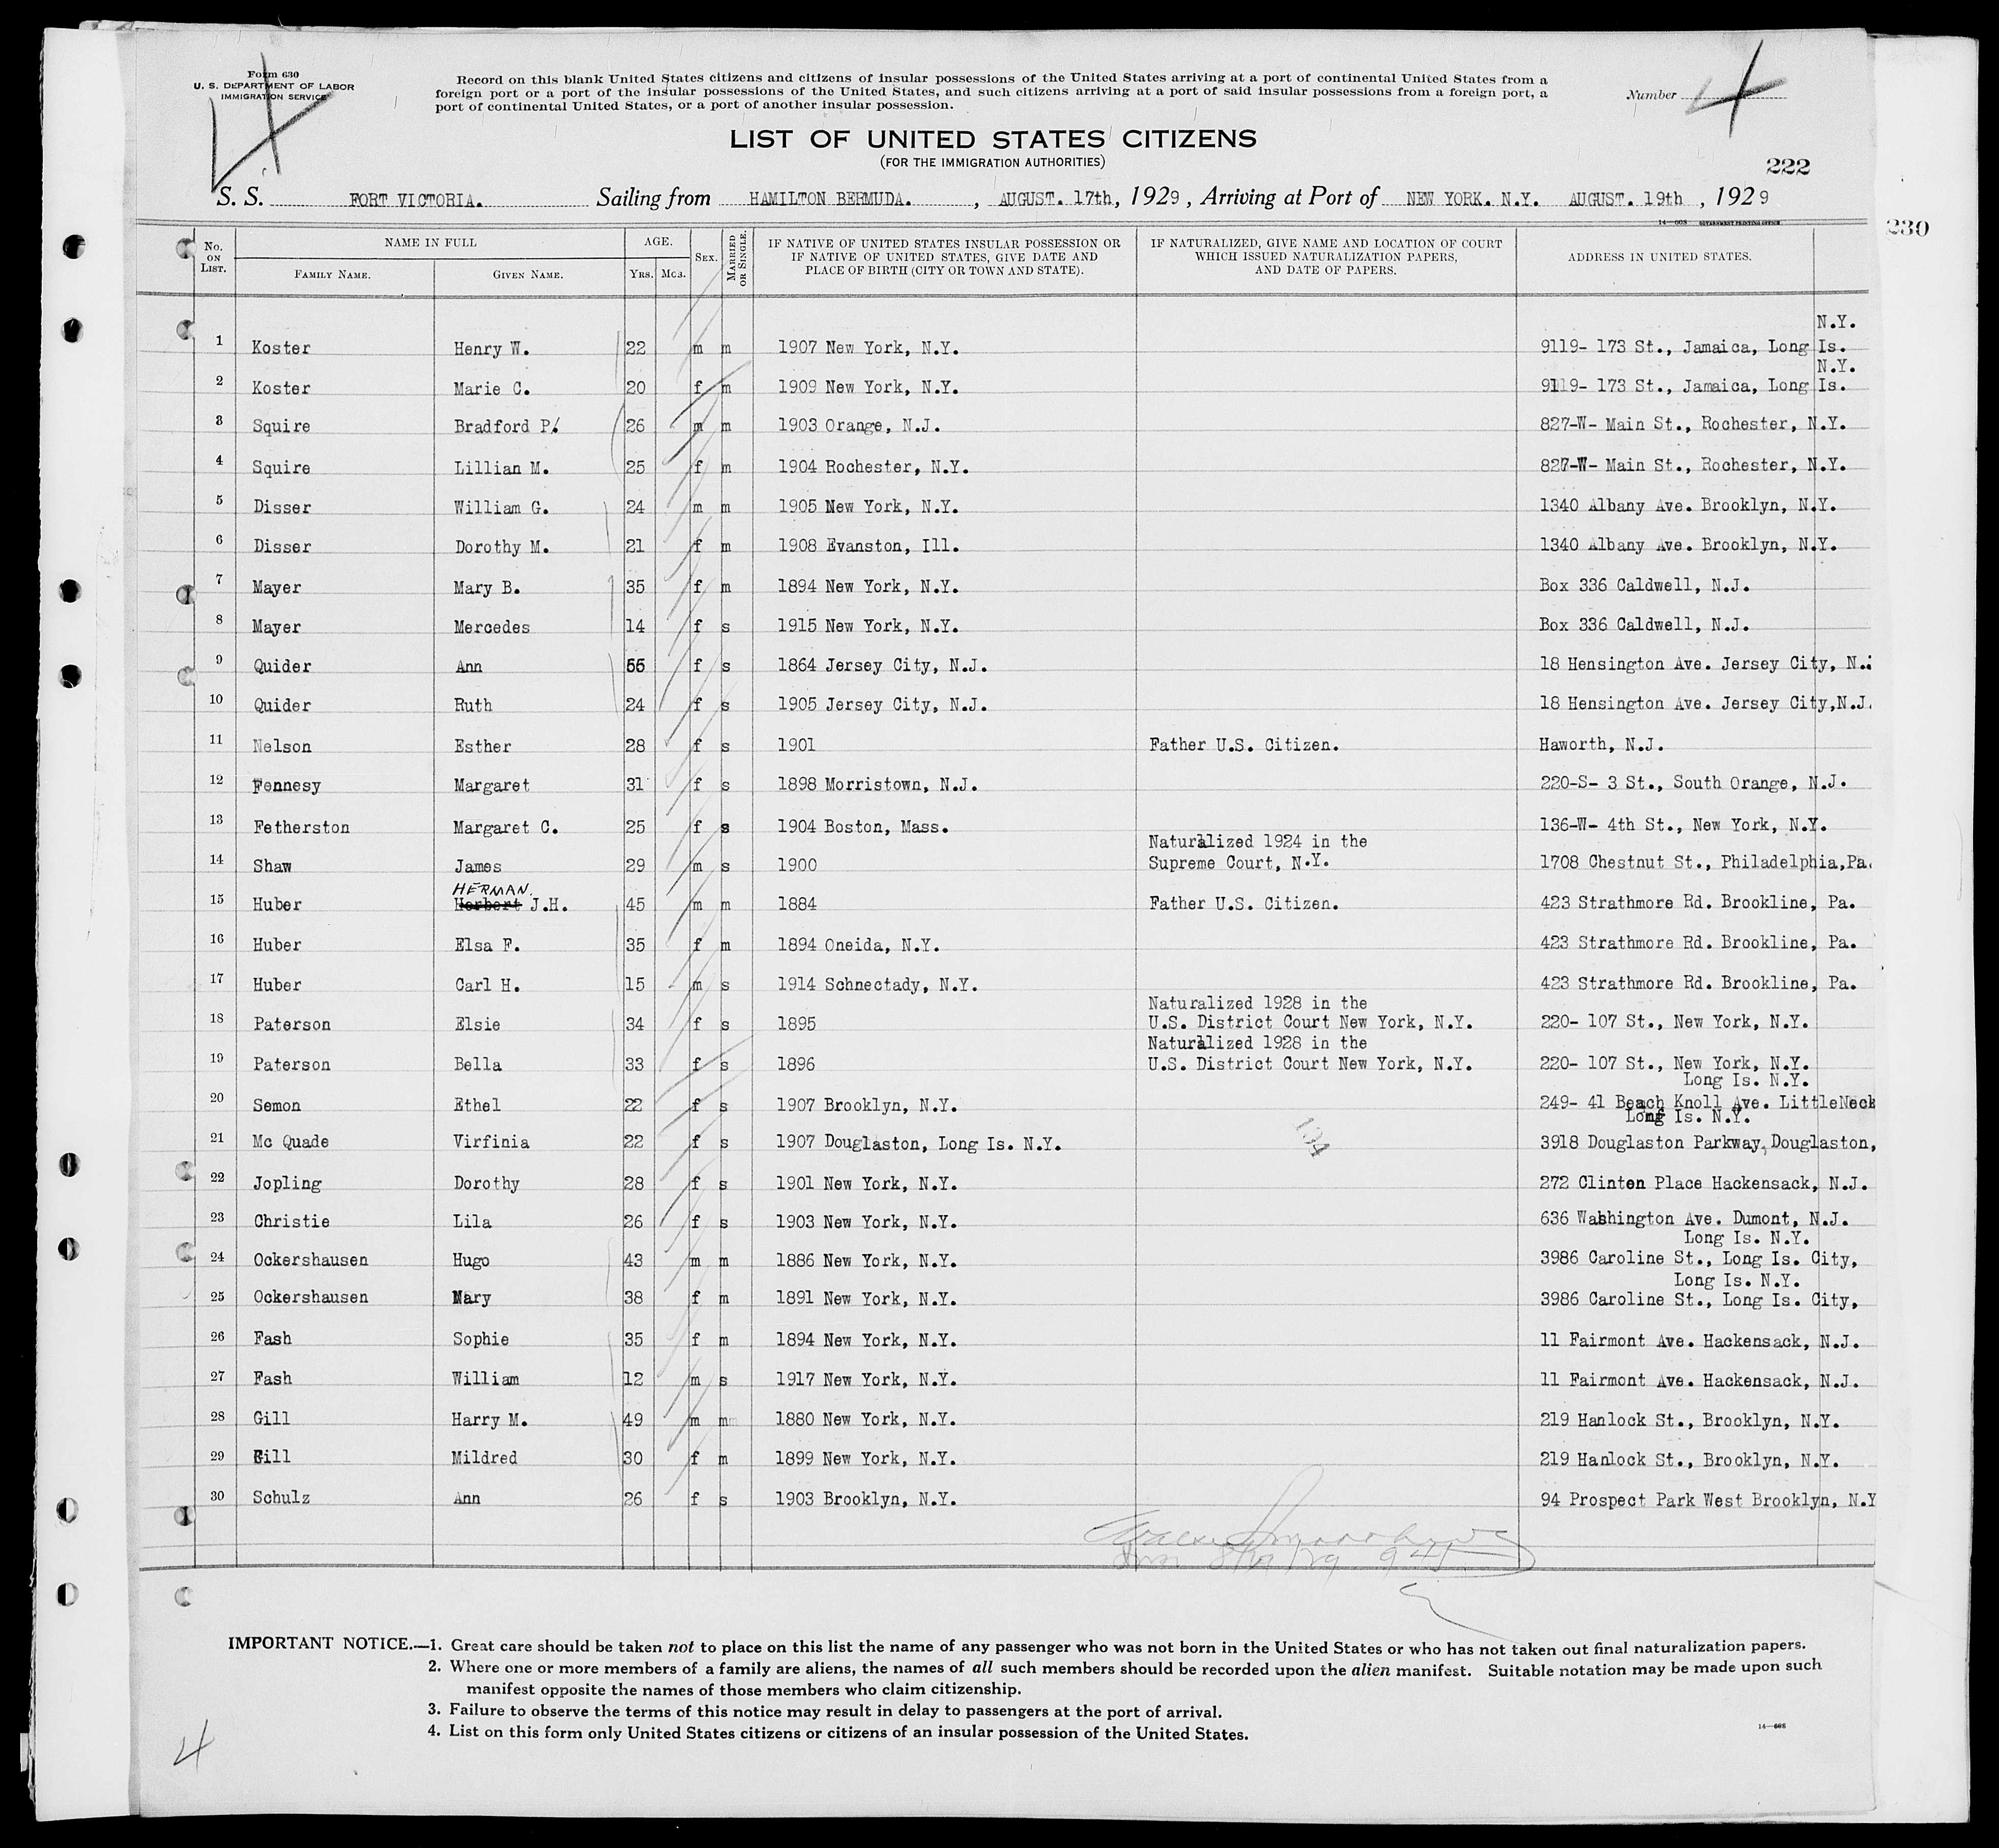 Form 630
U. S. DEPARTMENT OF LABOR
IMMIGRATION SERVICE
Record on this blank United States citizens and citizens of insular possessions of the United States arriving at a port of continental United States from a
foreign port or a port of the insular possessions of the United States, and such citizens arriving at a port of said insular possessions from a foreign port, a
port of continental United States, or a port of another insular possession.
Number 4
4
LIST OF UNITED STATES CITIZENS
(FOR THE IMMIGRATION AUTHORITIES)
222
S. S. FORT VICTORIA. Sailing from HAMILTON BERMUDA. , AUGUST. 17th, 1929, Arriving at Port of NEW YORK. N.Y. AUGUST. 19th , 1929
14—608 GOVERNMENT PRINTING OFFICE
230
No. ON LIST. NAME IN FULL FAMILY NAME. GIVEN NAME. AGE. YRS. MOS. SEX. MARRIED OR SINGLE. IF NATIVE OF UNITED STATES INSULAR POSSESSION OR IF NATIVE OF UNITED STATES, GIVE DATE AND PLACE OF BIRTH (CITY OR TOWN AND STATE). IF NATURALIZED, GIVE NAME AND LOCATION OF COURT WHICH ISSUED NATURALIZATION PAPERS, AND DATE OF PAPERS. ADDRESS IN UNITED STATES.
N.Y.
1 Koster Henry W. 22 m m 1907 New York, N.Y. 9119- 173 St., Jamaica, Long Is.
N.Y.
2 Koster Marie C. 20 f m 1909 New York, N.Y. 9119- 173 St., Jamaica, Long Is.
3 Squire Bradford P. 26 m m 1903 Orange, N.J. 827-W- Main St., Rochester, N.Y.
4 Squire Lillian M. 25 f m 1904 Rochester, N.Y. 827-W- Main St., Rochester, N.Y.
5 Disser William G. 24 m m 1905 New York, N.Y. 1340 Albany Ave. Brooklyn, N.Y.
6 Disser Dorothy M. 21 f m 1908 Evanston, Ill. 1340 Albany Ave. Brooklyn, N.Y.
7 Mayer Mary B. 35 f m 1894 New York, N.Y. Box 336 Caldwell, N.J.
8 Mayer Mercedes 14 f s 1915 New York, N.Y. Box 336 Caldwell, N.J.
9 Quider Ann f s 1864 Jersey City, N.J. 18 Hensington Ave. Jersey City, N.
10 Quider Ruth 24 f s 1905 Jersey City, N.J. 18 Hensington Ave. Jersey City,N.J.
11 Nelson Esther 28 f s 1901 Father U.S. Citizen. Haworth, N.J.
12 Fennesy Margaret 31 f s 1898 Morristown, N.J. 220-S- 3 St., South Orange, N.J.
13 Fetherston Margaret C. 25 f s 1904 Boston, Mass. 136-W- 4th St., New York, N.Y.
Naturalized 1924 in the
14 Shaw James 29 m s 1900 Supreme Court, N.Y. 1708 Chestnut St., Philadelphia,Pa.
HERMAN.
15 Huber Herbert J.H. 45 m m 1884 Father U.S. Citizen. 423 Strathmore Rd. Brookline, Pa.
16 Huber Elsa F. 35 f m 1894 Oneida, N.Y. 423 Strathmore Rd. Brookline, Pa.
17 Huber Carl H. 15 m s 1914 Schnectady, N.Y. 423 Strathmore Rd. Brookline, Pa.
Naturalized 1928 in the
18 Paterson Elsie 34 f s 1895 U.S. District Court New York, N.Y. 220- 107 St., New York, N.Y.
Naturalized 1928 in the
19 Paterson Bella 33 f s 1896 U.S. District Court New York, N.Y. 220- 107 St., New York, N.Y.
Long Is. N.Y.
20 Semon Ethel 22 f s 1907 Brooklyn, N.Y. 249- 41 Beach Knoll Ave. LittleNeck
Long Is. N.Y.
21 Mc Quade Virfinia 22 f s 1907 Douglaston, Long Is. N.Y. 3918 Douglaston Parkway, Douglaston,
194
22 Jopling Dorothy 28 f s 1901 New York, N.Y. 272 Clinten Place Hackensack, N.J.
23 Christie Lila 26 f s 1903 New York, N.Y. 636 Washington Ave. Dumont, N.J.
Long Is. N.Y.
24 Ockershausen Hugo 43 m m 1886 New York, N.Y. 3986 Caroline St., Long Is. City,
Long Is. N.Y.
25 Ockershausen Mary 38 f m 1891 New York, N.Y. 3986 Caroline St., Long Is. City,
26 Fash Sophie 35 f m 1894 New York, N.Y. 11 Fairmont Ave. Hackensack, N.J.
27 Fash William 12 m s 1917 New York, N.Y. 11 Fairmont Ave. Hackensack, N.J.
28 Gill Harry M. 49 m m 1880 New York, N.Y. 219 Hanlock St., Brooklyn, N.Y.
29 Gill Mildred 30 f m 1899 New York, N.Y. 219 Hanlock St., Brooklyn, N.Y.
30 Schulz Ann 26 f s 1903 Brooklyn, N.Y. 94 Prospect Park West Brooklyn, N.Y
8/19/29
IMPORTANT NOTICE.—1. Great care should be taken not to place on this list the name of any passenger who was not born in the United States or who has not taken out final naturalization papers.
2. Where one or more members of a family are aliens, the names of all such members should be recorded upon the alien manifest. Suitable notation may be made upon such
manifest opposite the names of those members who claim citizenship.
3. Failure to observe the terms of this notice may result in delay to passengers at the port of arrival.
4. List on this form only United States citizens or citizens of an insular possession of the United States.
14—608
4